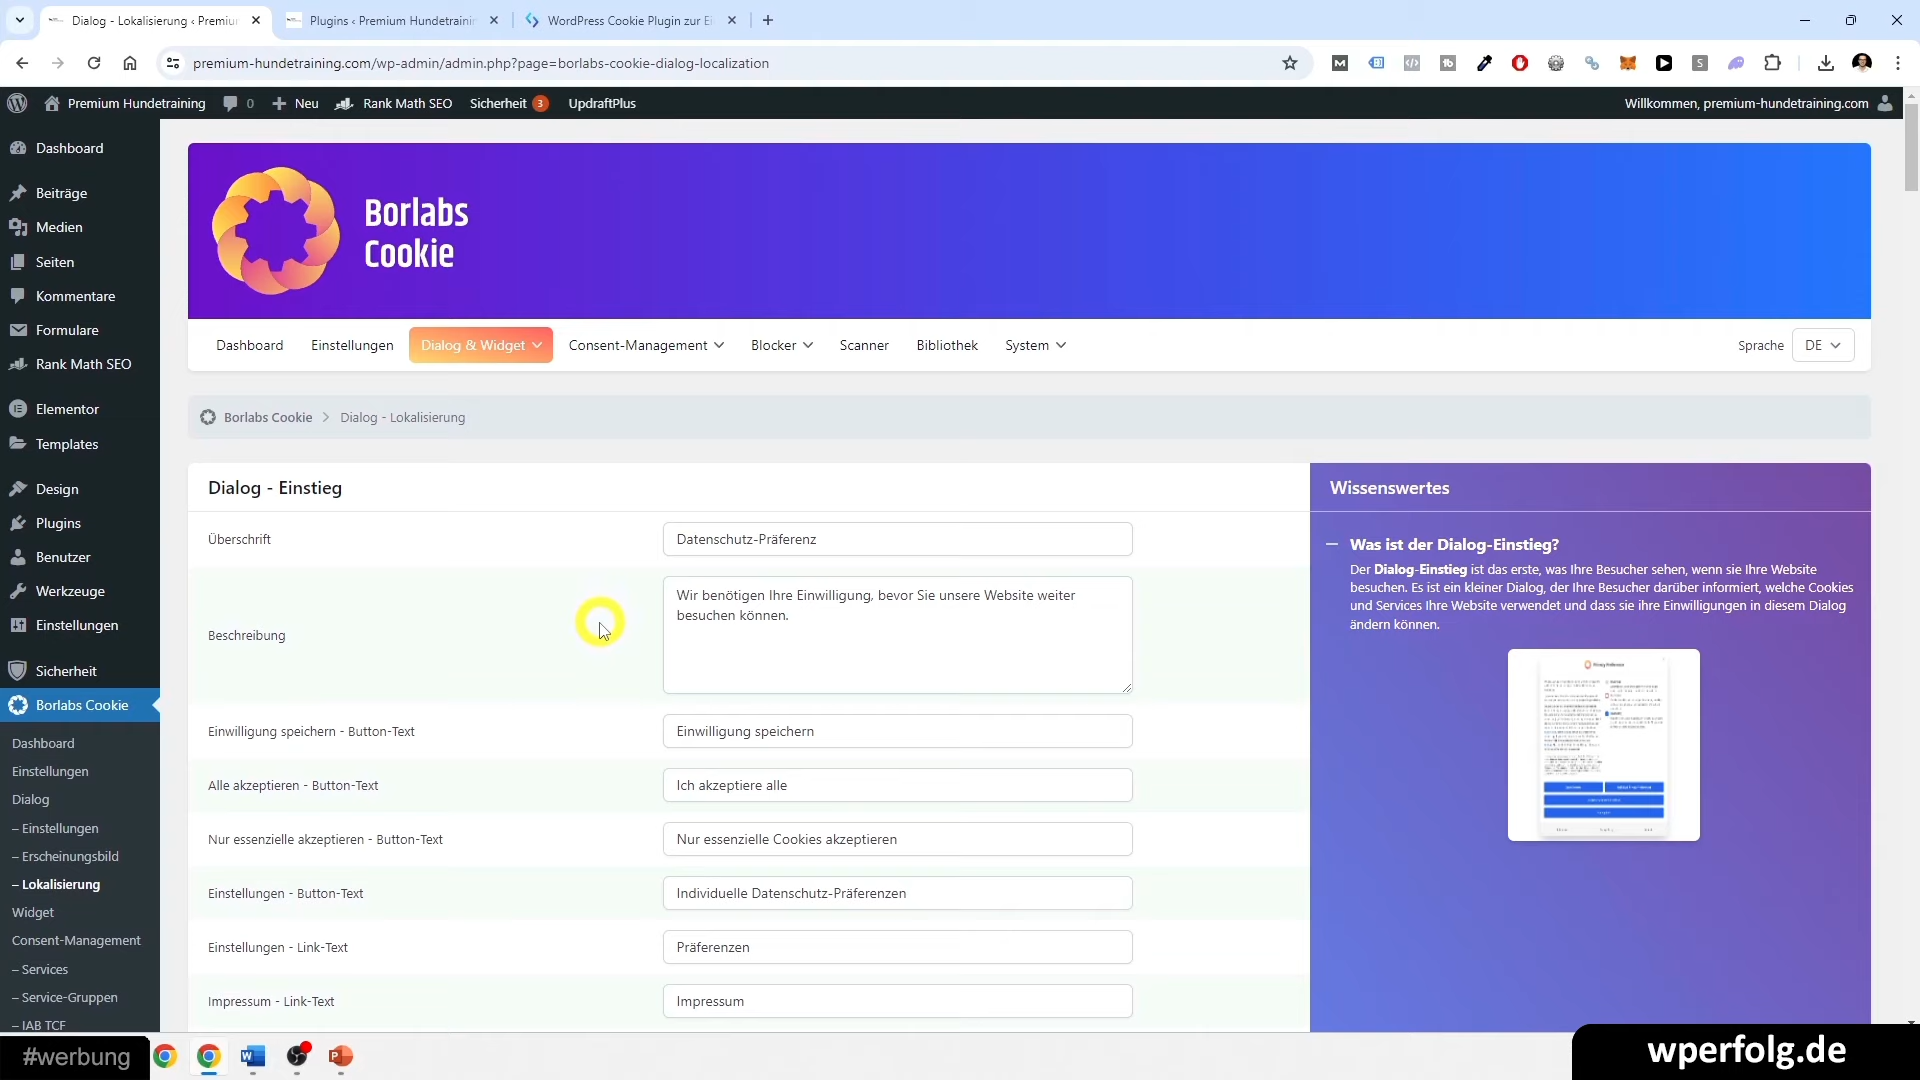 Dialog - Lokalisierung ‹ Premiu
Plugins ‹ Premium Hundetrainin
WordPress Cookie Plugin zur Ei
premium-hundetraining.com/wp-admin/admin.php?page=borlabs-cookie-dialog-localization
Premium Hundetraining
0
Neu
Rank Math SEO
Sicherheit 3
UpdraftPlus
Willkommen, premium-hundetraining.com
Dashboard
Beiträge
Medien
Seiten
Kommentare
Formulare
Rank Math SEO
Elementor
Templates
Design
Plugins
Benutzer
Werkzeuge
Einstellungen
Sicherheit
Borlabs Cookie
Dashboard
Einstellungen
Dialog
– Einstellungen
– Erscheinungsbild
– Lokalisierung
Widget
Consent-Management
– Services
– Service-Gruppen
– IAB TCF
Borlabs
Cookie
Dashboard
Einstellungen
Dialog & Widget
Consent-Management
Blocker
Scanner
Bibliothek
System
Sprache
DE
Borlabs Cookie
Dialog - Lokalisierung
Dialog - Einstieg
Überschrift
Datenschutz-Präferenz
Beschreibung
Wir benötigen Ihre Einwilligung, bevor Sie unsere Website weiter
besuchen können.
Einwilligung speichern - Button-Text
Einwilligung speichern
Alle akzeptieren - Button-Text
Ich akzeptiere alle
Nur essenzielle akzeptieren - Button-Text
Nur essenzielle Cookies akzeptieren
Einstellungen - Button-Text
Individuelle Datenschutz-Präferenzen
Einstellungen - Link-Text
Präferenzen
Impressum - Link-Text
Impressum
Wissenswertes
Was ist der Dialog-Einstieg?
Der Dialog-Einstieg ist das erste, was Ihre Besucher sehen, wenn sie Ihre Website
besuchen. Es ist ein kleiner Dialog, der Ihre Besucher darüber informiert, welche Cookies
und Services Ihre Website verwendet und dass sie ihre Einwilligungen in diesem Dialog
ändern können.
Privacy Preference
#werbung
wperfolg.de